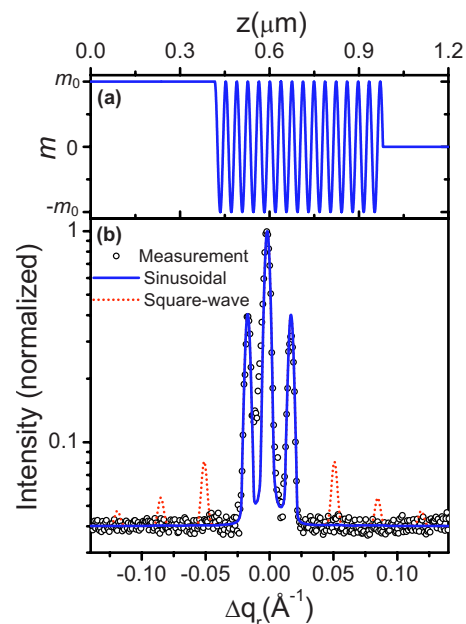 z(μm)
0.0 0.3 0.6 0.9 1.2
(a)
m₀
0
-m₀
m
(b)
1
Measurement
Sinusoidal
Square-wave
0.1
Intensity (normalized)
-0.10 -0.05 0.00 0.05 0.10
Δqᵣ(Å⁻¹)